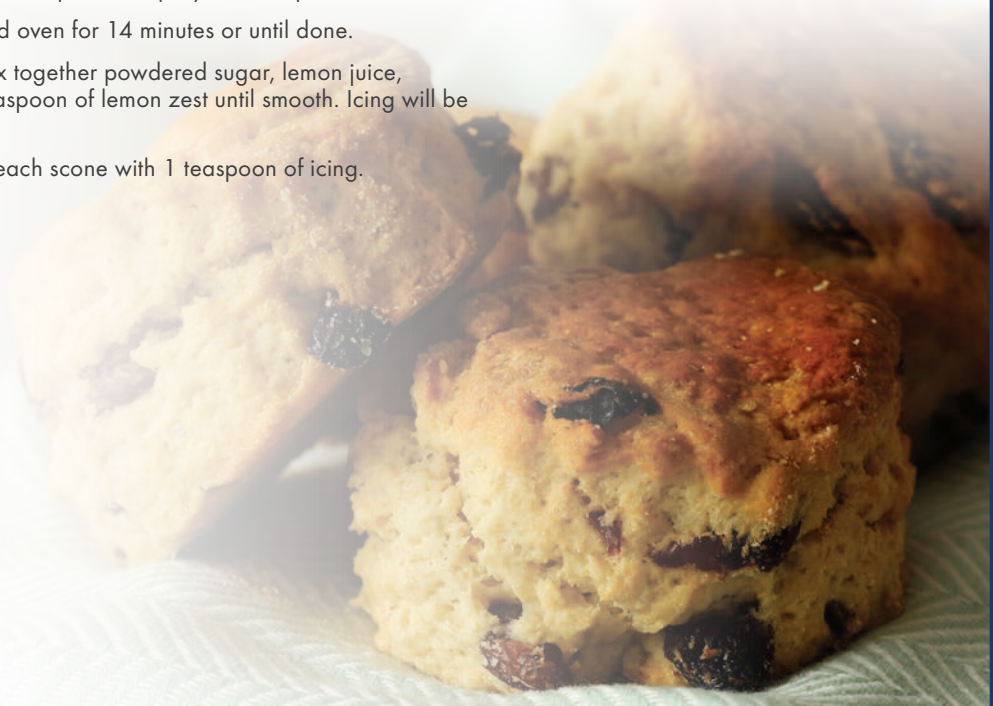 d oven for 14 minutes or until done.
x together powdered sugar, lemon juice,
aspoon of lemon zest until smooth. Icing will be
each scone with 1 teaspoon of icing.